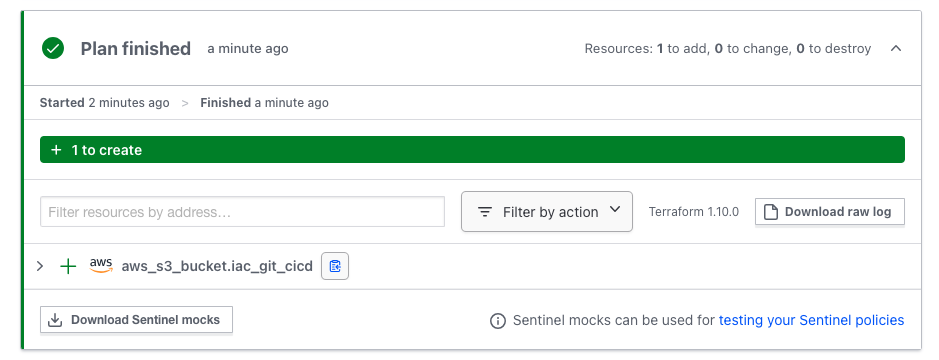 Plan finished a minute ago Resources: 1 to add, 0 to change, 0 to destroy
Started 2 minutes ago > Finished a minute ago
+ 1 to create
Filter resources by address... Filter by action Terraform 1.10.0 Download raw log
aws aws_s3_bucket.iac_git_cicd
Download Sentinel mocks Sentinel mocks can be used for testing your Sentinel policies